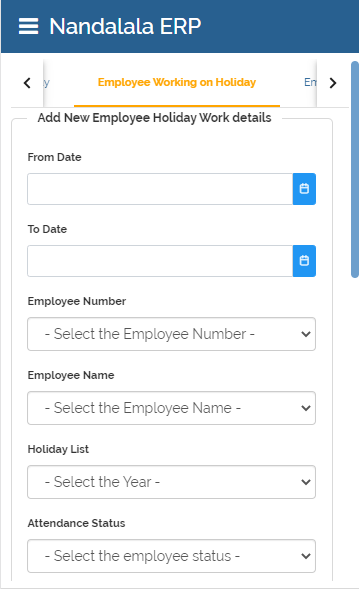 Nandalala ERP
y Employee Working on Holiday Em
Add New Employee Holiday Work details
From Date
To Date
Employee Number
- Select the Employee Number -
Employee Name
- Select the Employee Name -
Holiday List
- Select the Year -
Attendance Status
- Select the employee status -